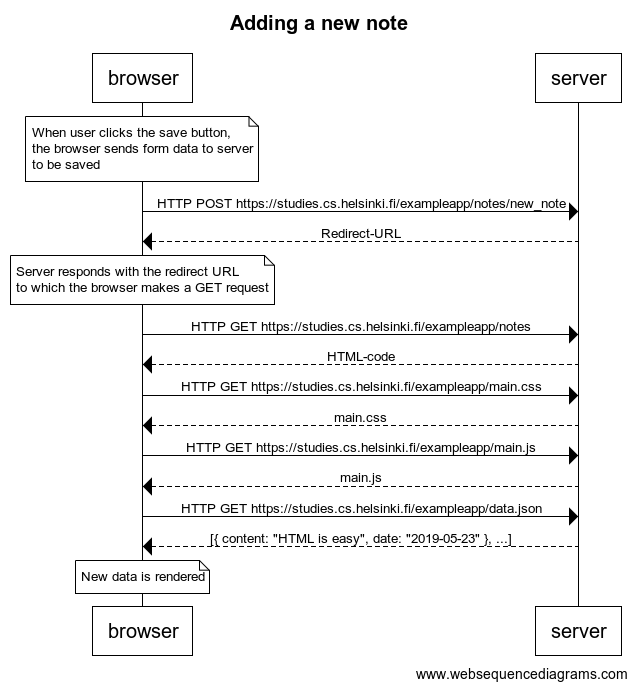 Adding a new note
browser
server
When user clicks the save button,
the browser sends form data to server
to be saved
HTTP POST https://studies.cs.helsinki.fi/exampleapp/notes/new_note
Redirect-URL
Server responds with the redirect URL
to which the browser makes a GET request
HTTP GET https://studies.cs.helsinki.fi/exampleapp/notes
HTML-code
HTTP GET https://studies.cs.helsinki.fi/exampleapp/main.css
main.css
HTTP GET https://studies.cs.helsinki.fi/exampleapp/main.js
main.js
HTTP GET https://studies.cs.helsinki.fi/exampleapp/data.json
[{ content: "HTML is easy", date: "2019-05-23" }, ...]
New data is rendered
browser
server
www.websequencediagrams.com